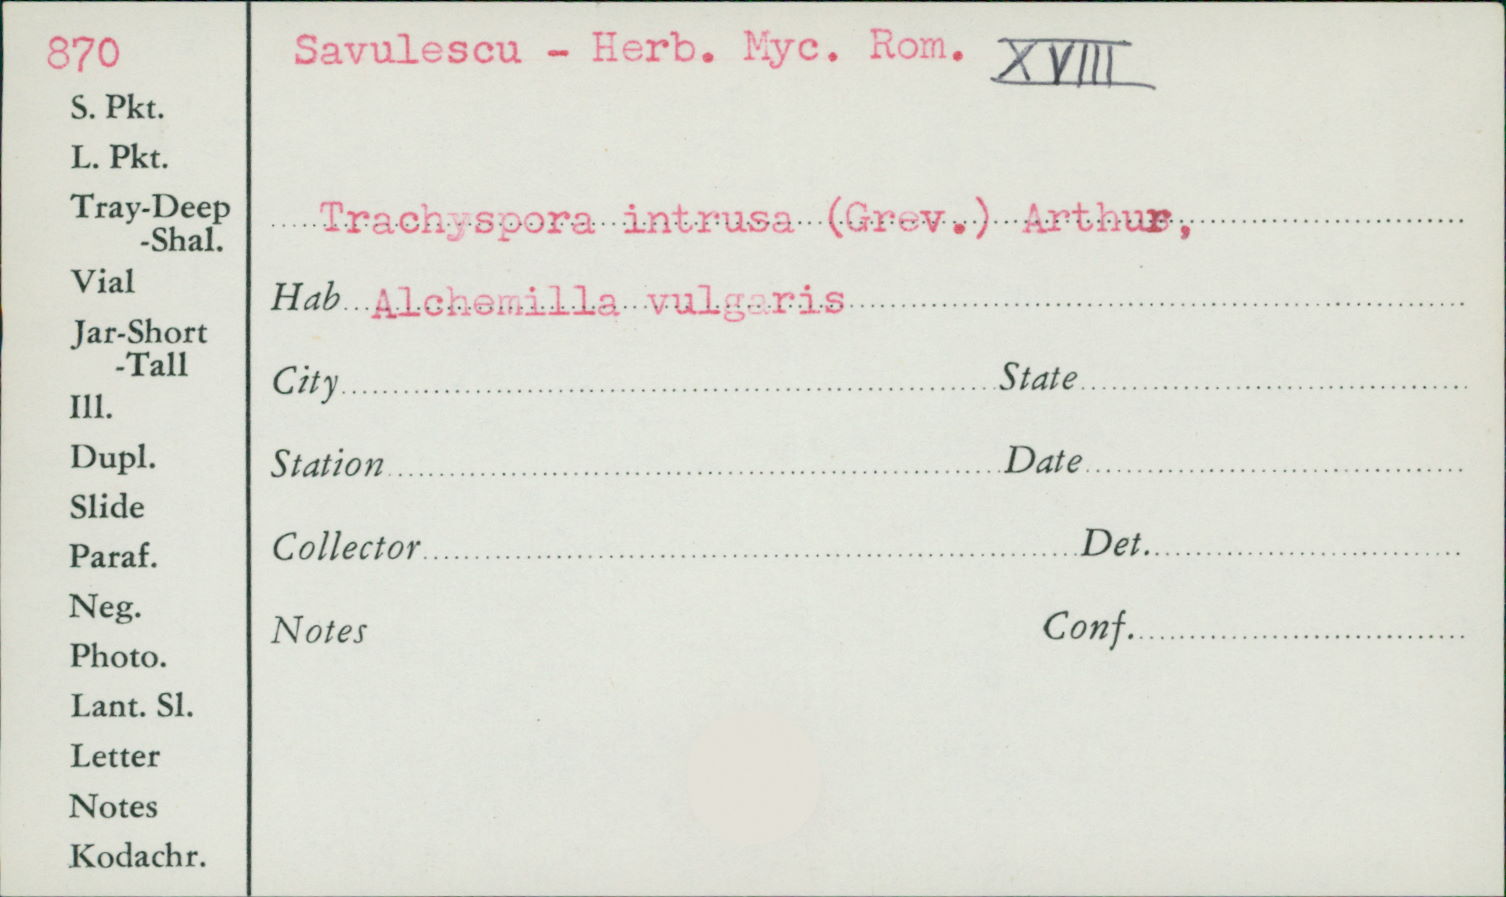 870
Savulescu - Herb. Myc. Rom. XVIII
S. Pkt.
L. Pkt.
Tray-Deep
-Shal.
Vial
Jar-Short
-Tall
Ill.
Dupl.
Slide
Paraf.
Neg.
Photo.
Lant. Sl.
Letter
Notes
Kodachr.
Trachyspora intrusa (Grev.) Arthur,
Hab Alchemilla vulgaris
City State
Station Date
Collector Det.
Notes Conf.